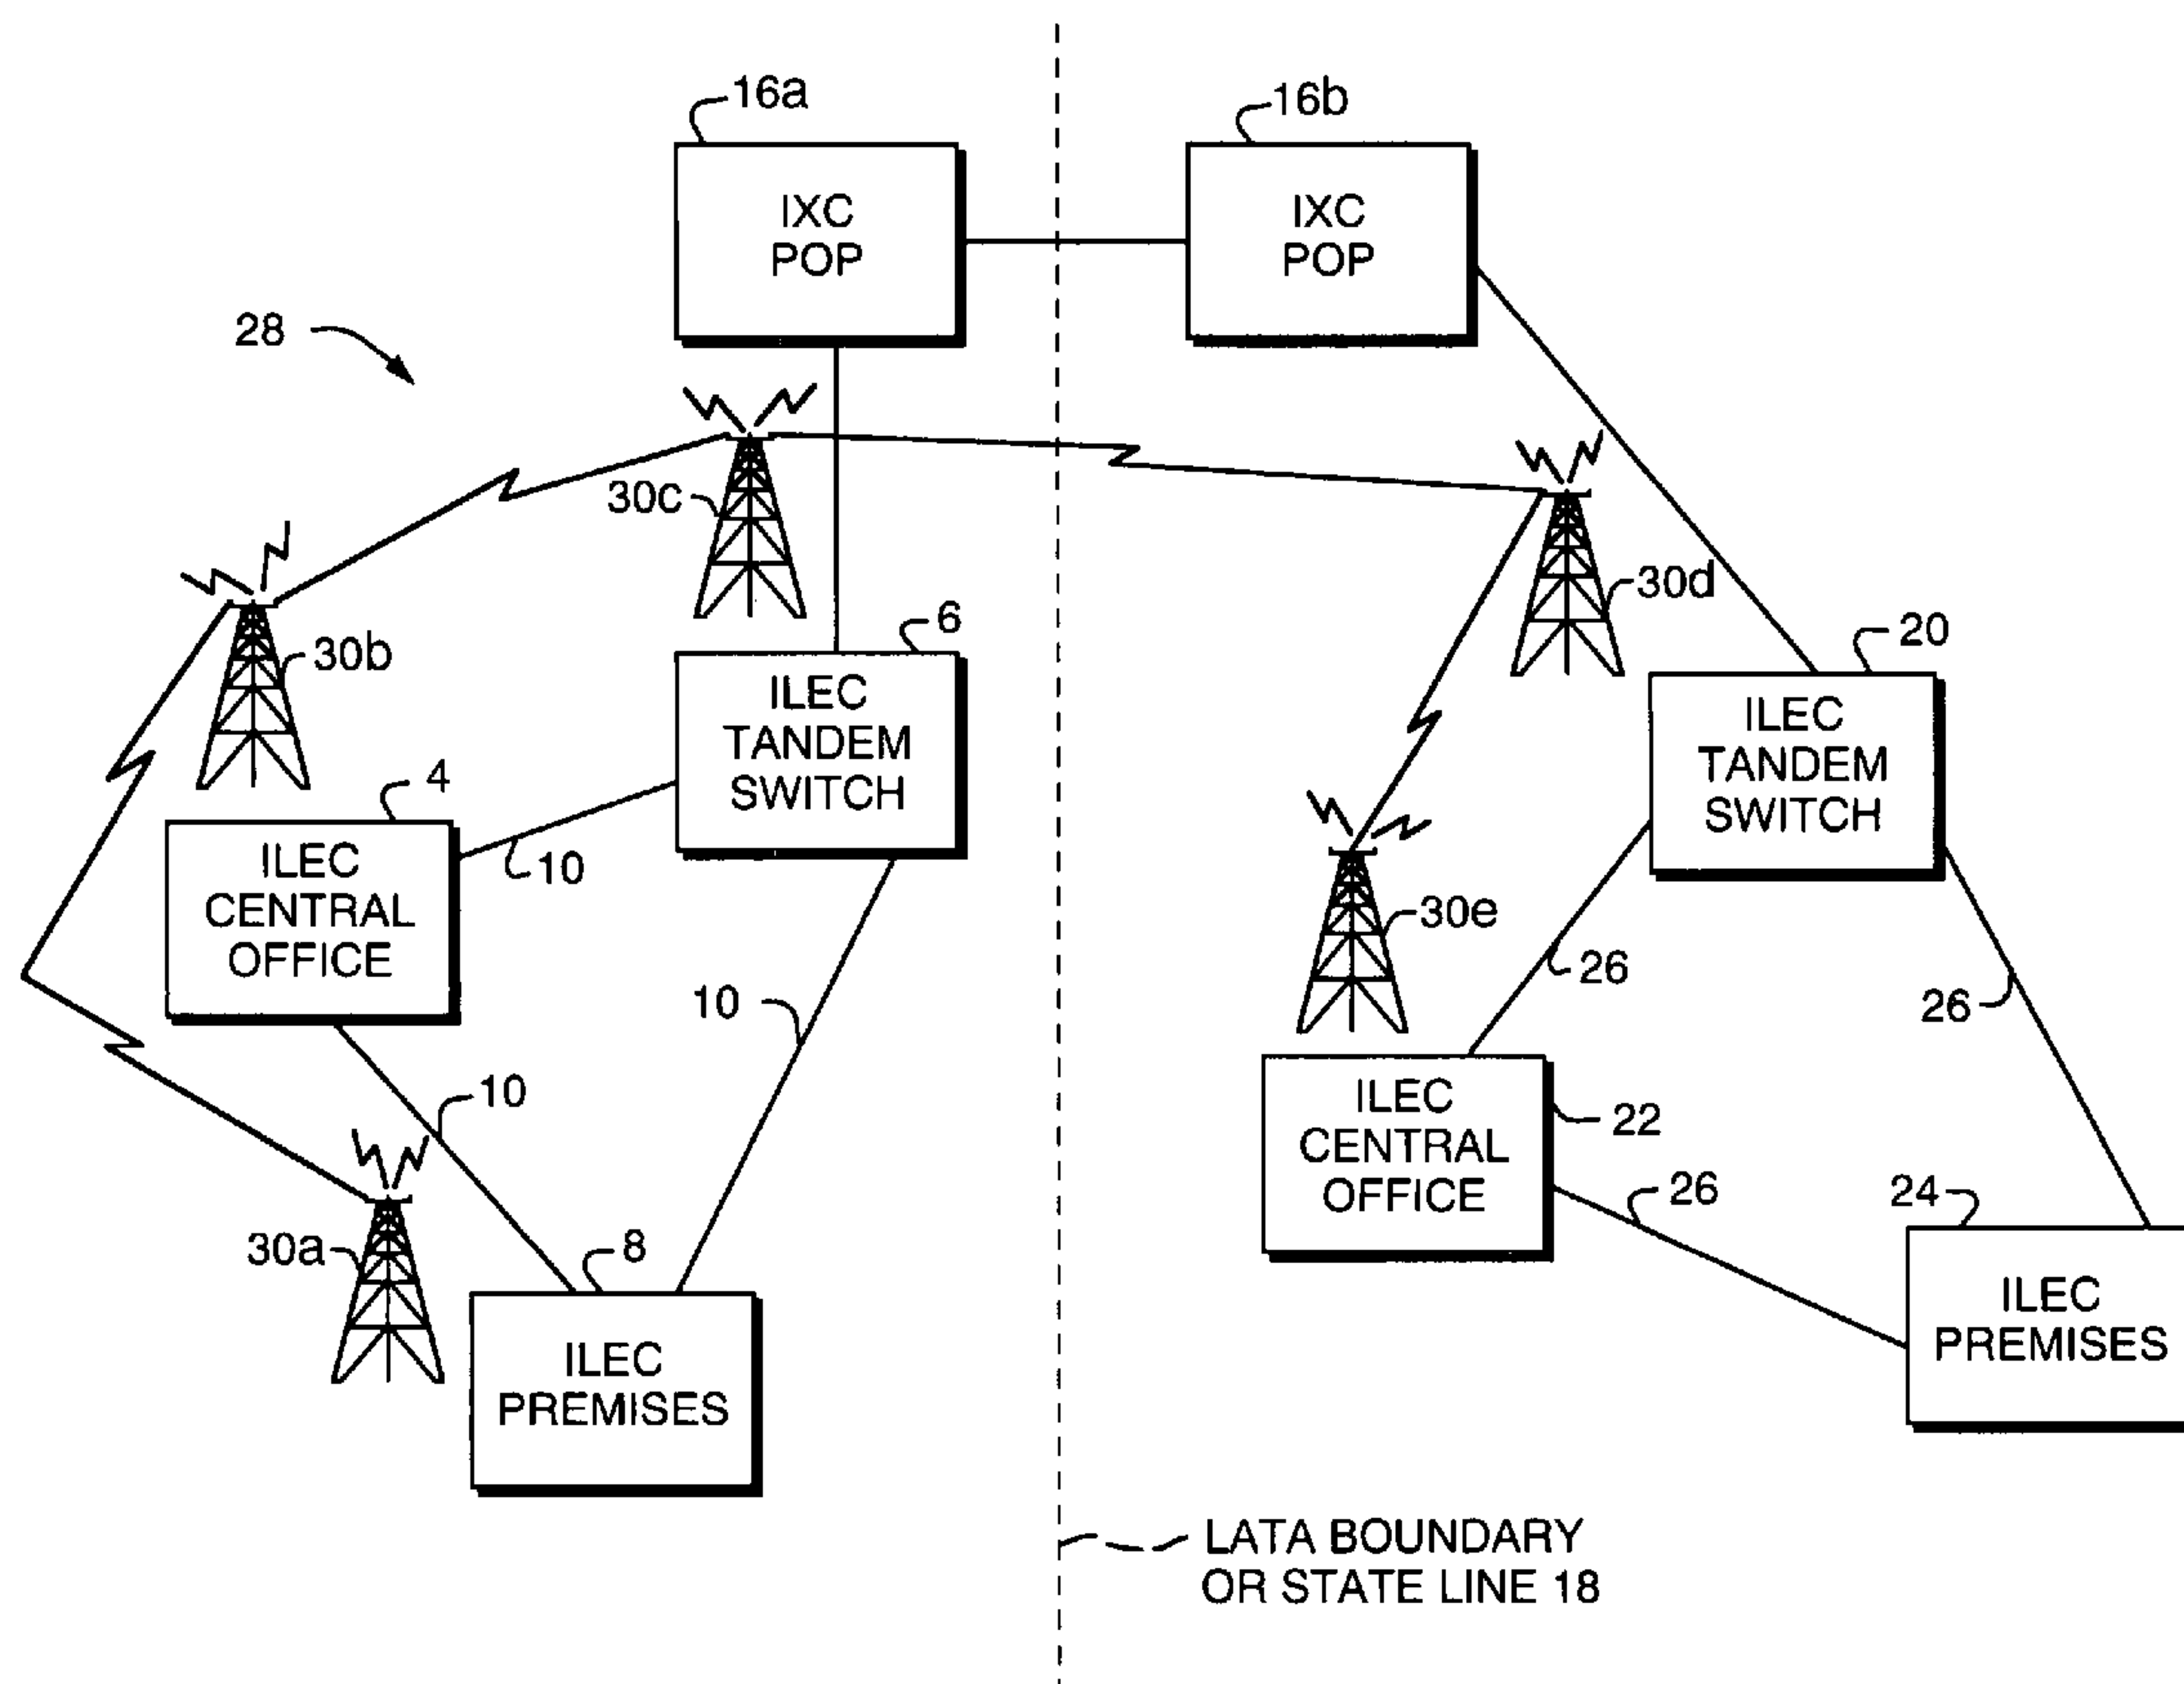 16a
16b
IXC
POP
IXC
POP
28
30c
30d
6
20
30b
ILEC
TANDEM
SWITCH
ILEC
TANDEM
SWITCH
4
10
ILEC
CENTRAL
OFFICE
30e
26
10
26
10
ILEC
CENTRAL
OFFICE
22
26
24
30a
8
ILEC
PREMISES
ILEC
PREMISES
LATA BOUNDARY
OR STATE LINE 18